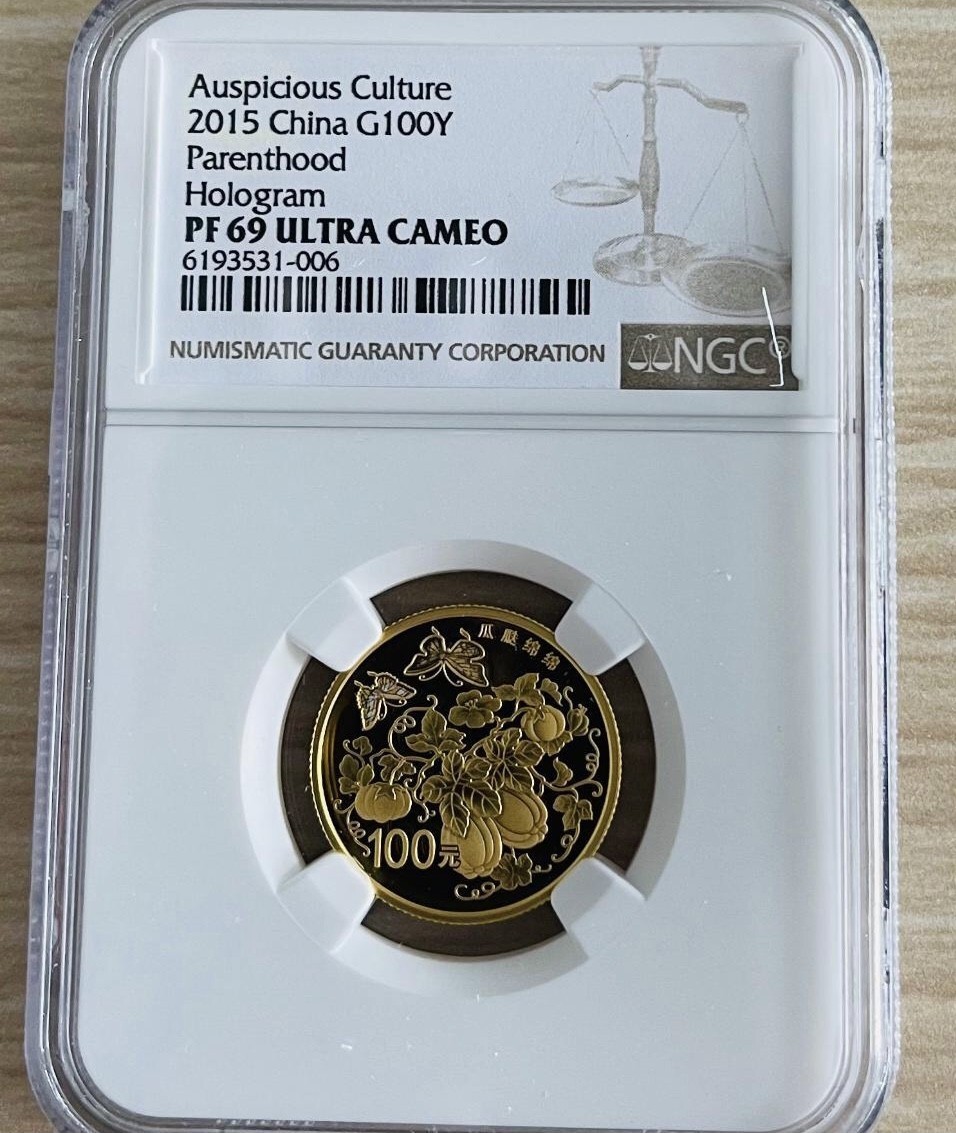 Auspicious Culture
2015 China G100Y
Parenthood
Hologram
PF 69 ULTRA CAMEO
6193531-006
NUMISMATIC GUARANTY CORPORATION
NGC®
瓜瓞绵绵
100元